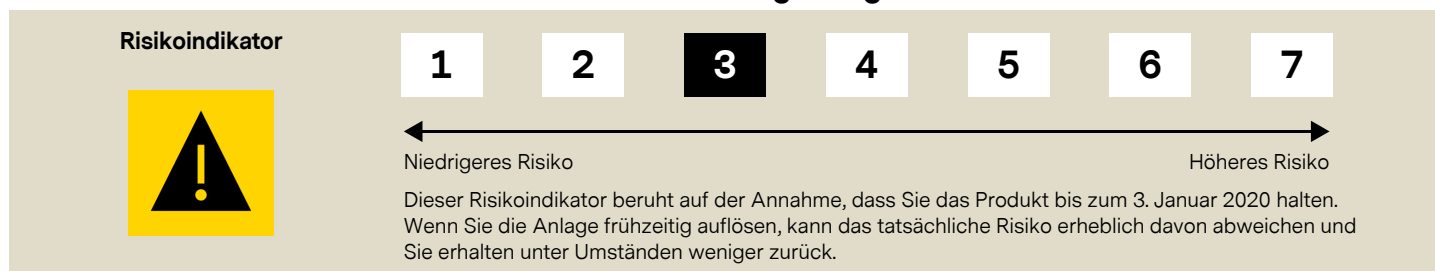 Risikoindikator
1 2 3 4 5 6 7
Niedrigeres Risiko Höheres Risiko
Dieser Risikoindikator beruht auf der Annahme, dass Sie das Produkt bis zum 3. Januar 2020 halten.
Wenn Sie die Anlage frühzeitig auflösen, kann das tatsächliche Risiko erheblich davon abweichen und
Sie erhalten unter Umständen weniger zurück.